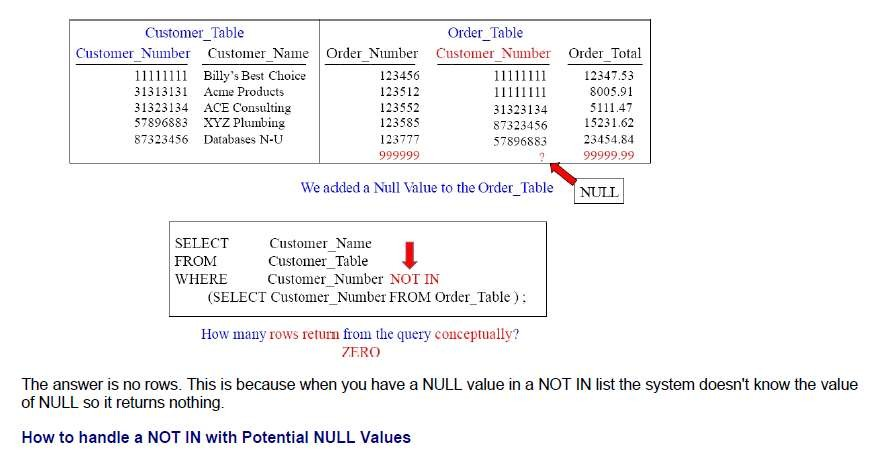 Customer_Table Order_Table
Customer_Number Customer_Name Order_Number Customer_Number Order_Total
11111111 Billy's Best Choice 123456 11111111 12347.53
31313131 Acme Products 123512 11111111 8005.91
31323134 ACE Consulting 123552 31323134 5111.47
57896883 XYZ Plumbing 123585 87323456 15231.62
87323456 Databases N-U 123777 57896883 23454.84
999999 ? 99999.99
We added a Null Value to the Order_Table NULL
SELECT Customer_Name
FROM Customer_Table
WHERE Customer_Number NOT IN
(SELECT Customer_Number FROM Order_Table ) ;
How many rows return from the query conceptually?
ZERO
The answer is no rows. This is because when you have a NULL value in a NOT IN list the system doesn't know the value
of NULL so it returns nothing.
How to handle a NOT IN with Potential NULL Values